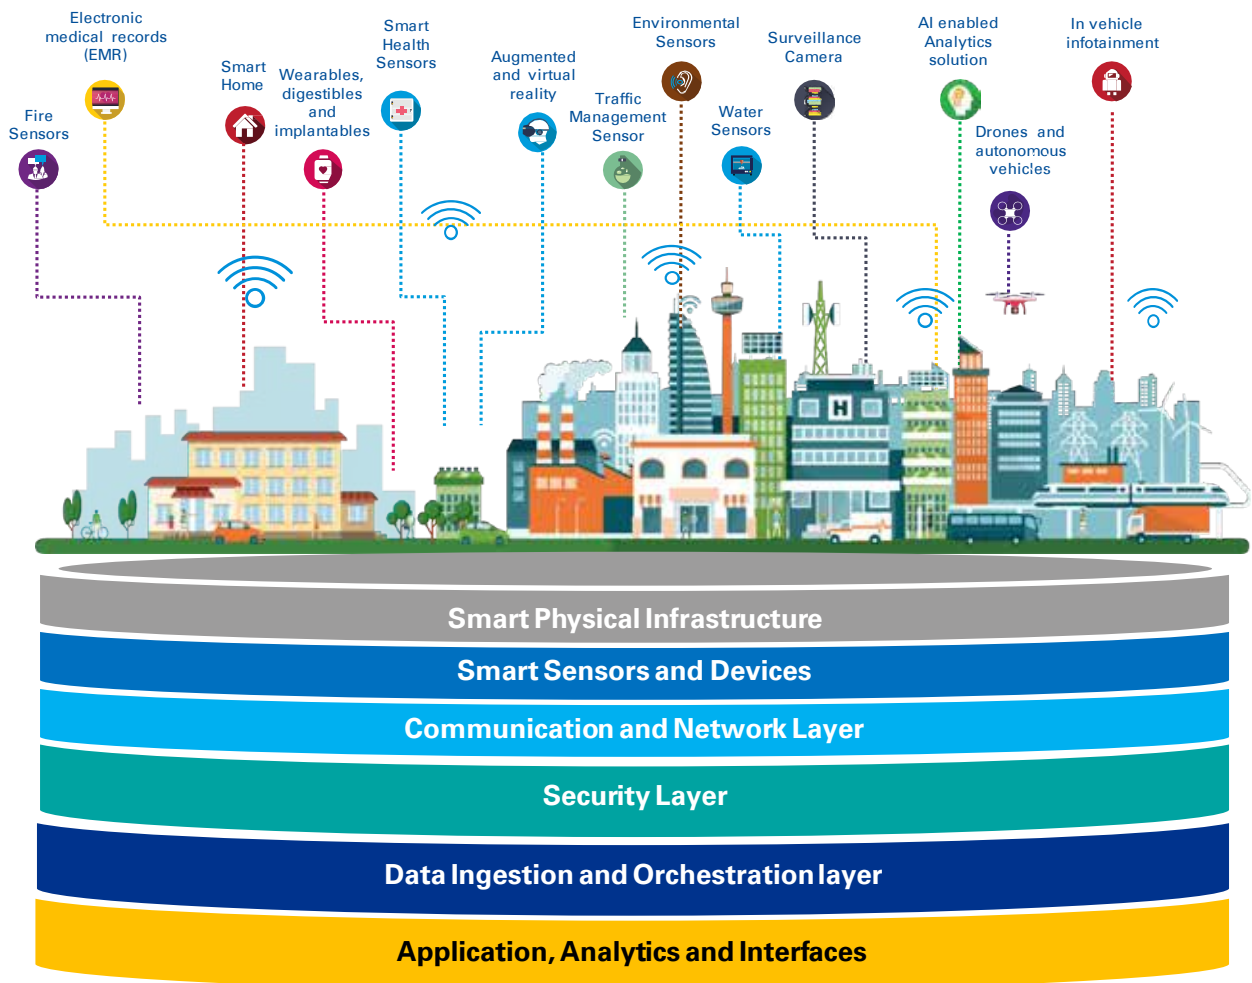 Fire
Sensors
Electronic
medical records
(EMR)
Smart
Home
Wearables,
digestibles
and
implantables
Smart
Health
Sensors
Augmented
and virtual
reality
Traffic
Management
Sensor
Environmental
Sensors
Water
Sensors
Surveillance
Camera
AI enabled
Analytics
solution
Drones and
autonomous
vehicles
In vehicle
infotainment
H
Smart Physical Infrastructure
Smart Sensors and Devices
Communication and Network Layer
Security Layer
Data Ingestion and Orchestration layer
Application, Analytics and Interfaces